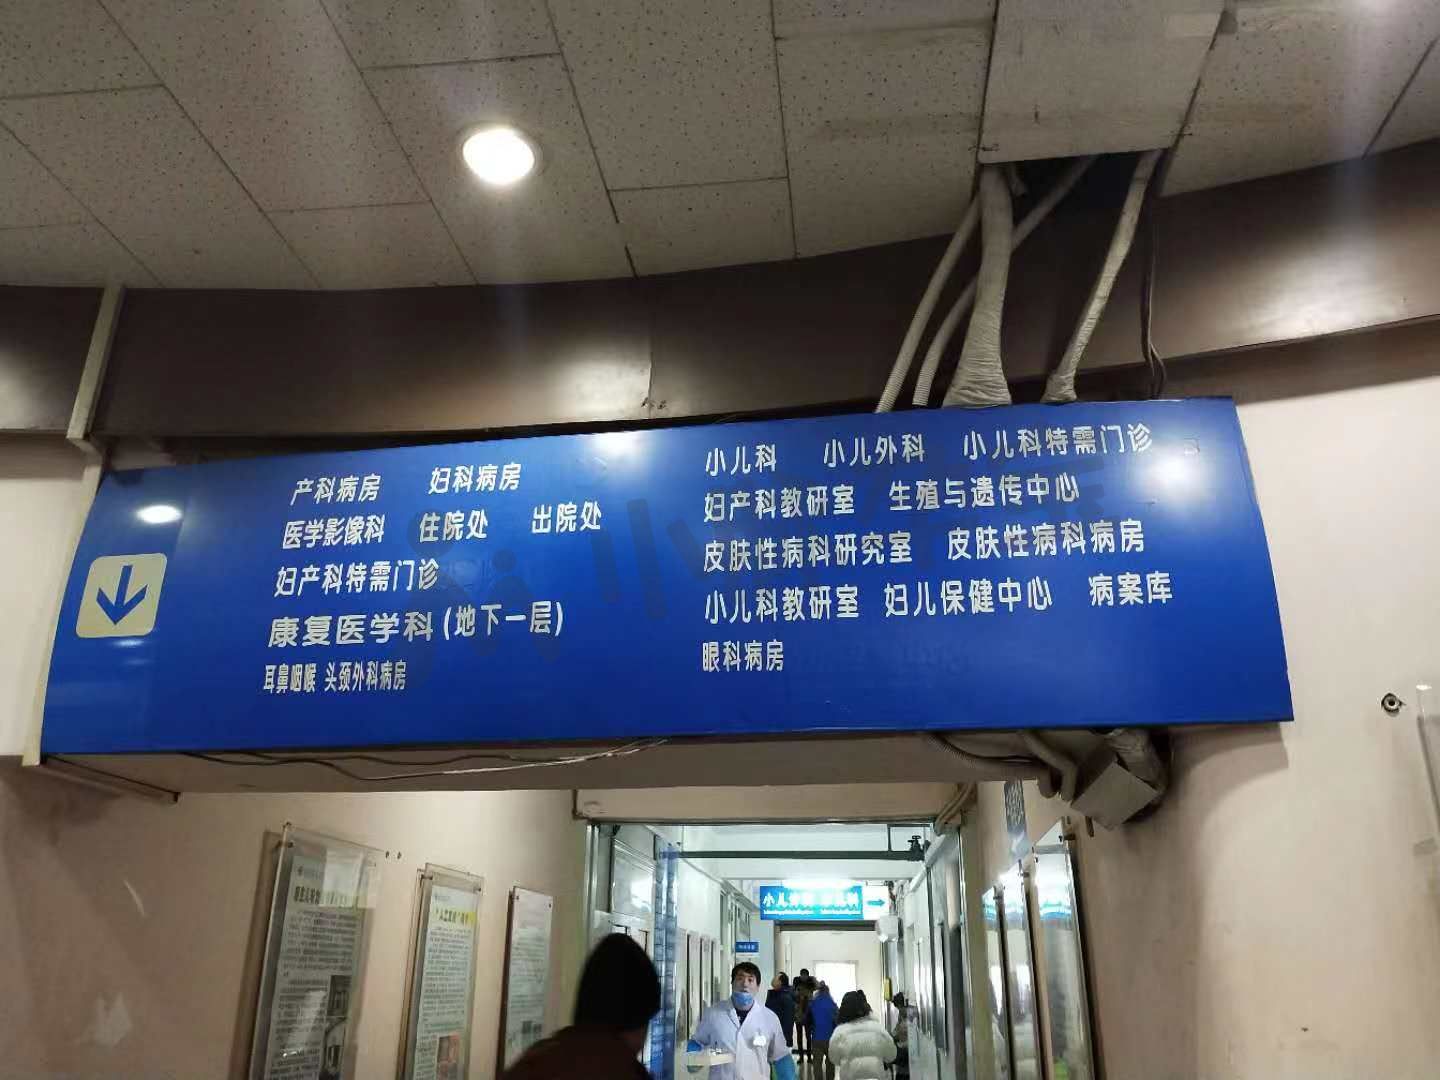 产科病房 妇科病房
医学影像科 住院处 出院处
妇产科特需门诊
康复医学科(地下一层)
耳鼻咽喉 头颈外科病房
小儿科 小儿外科 小儿科特需门诊
妇产科教研室 生殖与遗传中心
皮肤性病科研究室 皮肤性病科病房
小儿科教研室 妇儿保健中心 病案库
眼科病房
小儿